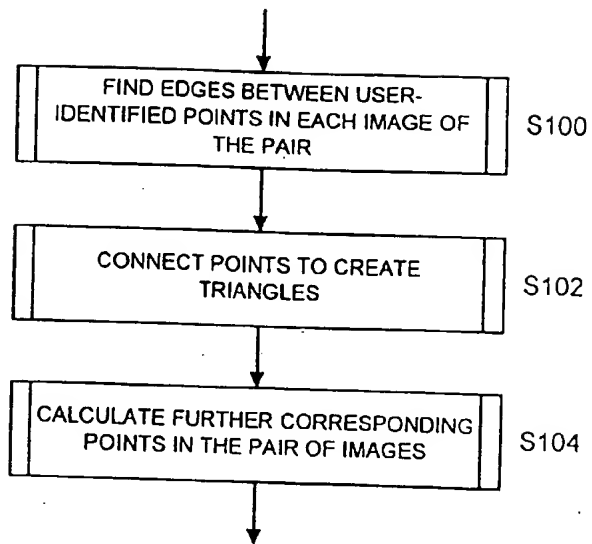 FIND EDGES BETWEEN USER-
IDENTIFIED POINTS IN EACH IMAGE OF
THE PAIR
S100
CONNECT POINTS TO CREATE
TRIANGLES
S102
CALCULATE FURTHER CORRESPONDING
POINTS IN THE PAIR OF IMAGES
S104